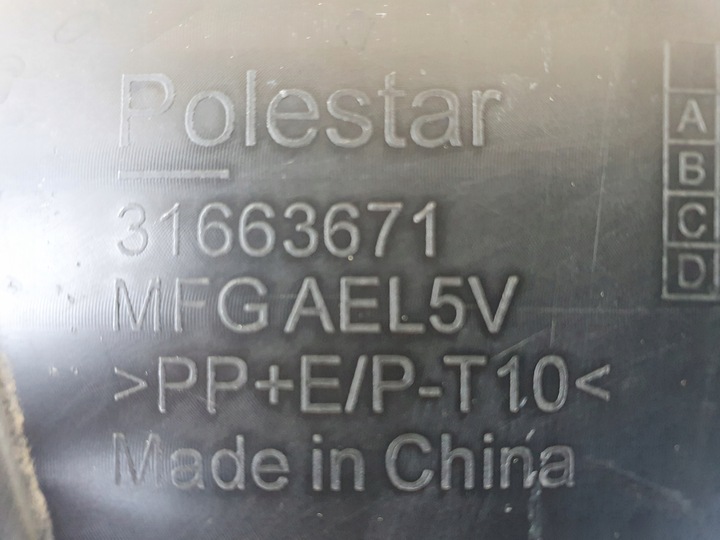 Polestar
31663671
MFG AEL5V
>PP+E/P-T10<
Made in China
A
B
C
D